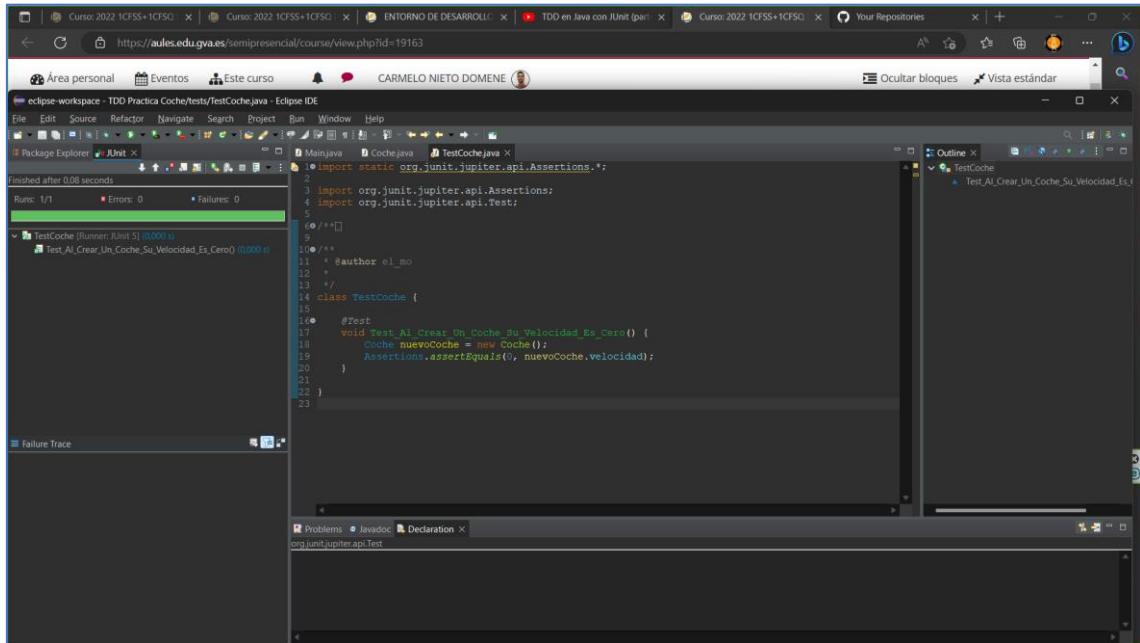 Curso: 2022 1CFSS+1CFSQ
Curso: 2022 1CFSS+1CFSQ
ENTORNO DE DESARROLLO
TDD en Java con JUnit (part
Curso: 2022 1CFSS+1CFSQ
Your Repositories
https://aules.edu.gva.es/semipresencial/course/view.php?id=19163
Área personal
Eventos
Este curso
CARMELO NIETO DOMENE
Ocultar bloques
Vista estándar
eclipse-workspace - TDD Practica Coche/tests/TestCoche.java - Eclipse IDE
File Edit Source Refactor Navigate Search Project Run Window Help
Package Explorer
JUnit
Finished after 0,08 seconds
Runs: 1/1
Errors: 0
Failures: 0
TestCoche [Runner: JUnit 5] (0,000 s)
Test_Al_Crear_Un_Coche_Su_Velocidad_Es_Cero() (0,000 s)
Failure Trace
Main.java
Coche.java
TestCoche.java
1 import static org.junit.jupiter.api.Assertions.*;
2
3 import org.junit.jupiter.api.Assertions;
4 import org.junit.jupiter.api.Test;
5
6 /**
9
10 /**
11 * @author el_mo
12 *
13 */
14 class TestCoche {
15
16 @Test
17 void Test_Al_Crear_Un_Coche_Su_Velocidad_Es_Cero() {
18 Coche nuevoCoche = new Coche();
19 Assertions.assertEquals(0, nuevoCoche.velocidad);
20 }
21
22 }
23
Outline
TestCoche
Test_Al_Crear_Un_Coche_Su_Velocidad_Es_
Problems
Javadoc
Declaration
org.junit.jupiter.api.Test